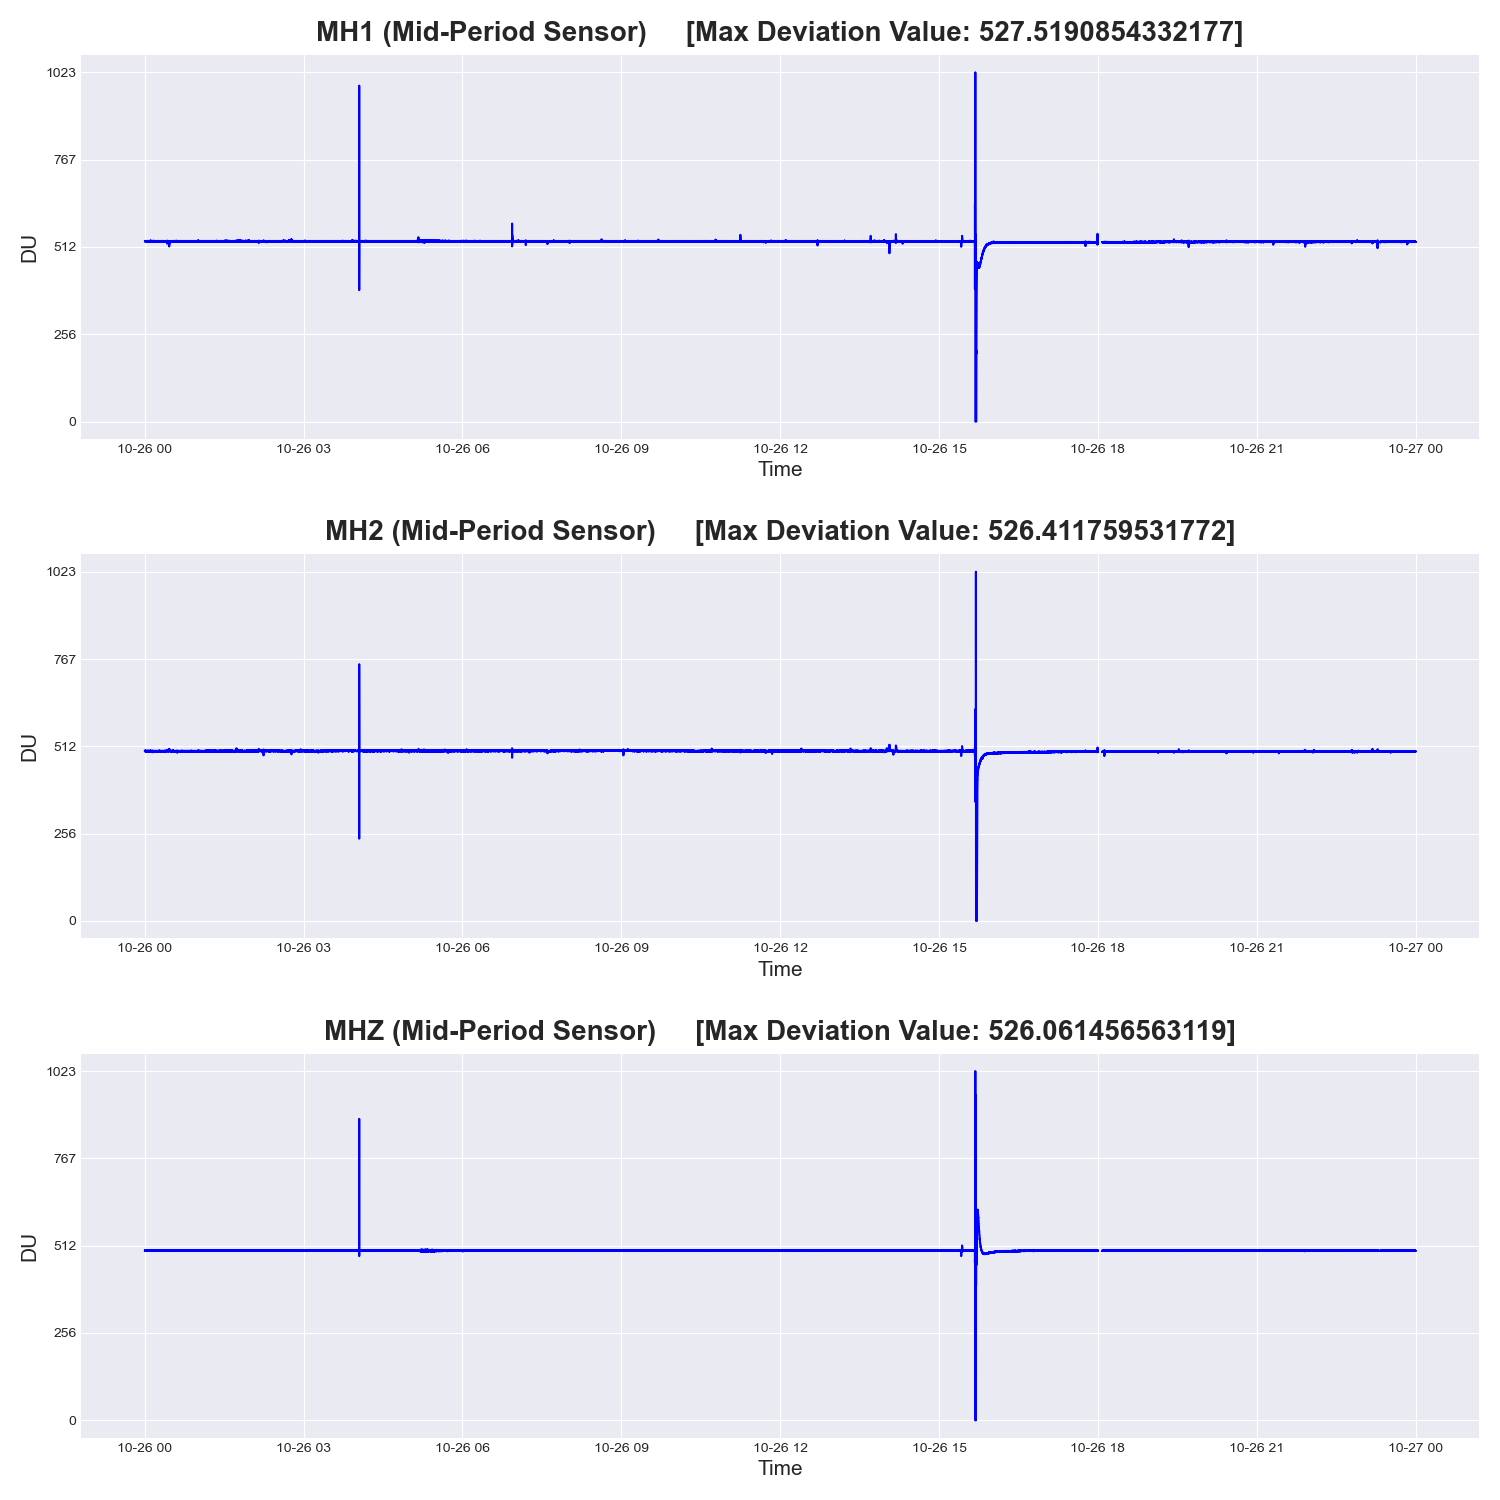 MH1 (Mid-Period Sensor) [Max Deviation Value: 527.5190854332177]
1023
767
512
256
0
DU
10-26 00 10-26 03 10-26 06 10-26 09 10-26 12 10-26 15 10-26 18 10-26 21 10-27 00
Time
MH2 (Mid-Period Sensor) [Max Deviation Value: 526.411759531772]
1023
767
512
256
0
DU
10-26 00 10-26 03 10-26 06 10-26 09 10-26 12 10-26 15 10-26 18 10-26 21 10-27 00
Time
MHZ (Mid-Period Sensor) [Max Deviation Value: 526.061456563119]
1023
767
512
256
0
DU
10-26 00 10-26 03 10-26 06 10-26 09 10-26 12 10-26 15 10-26 18 10-26 21 10-27 00
Time